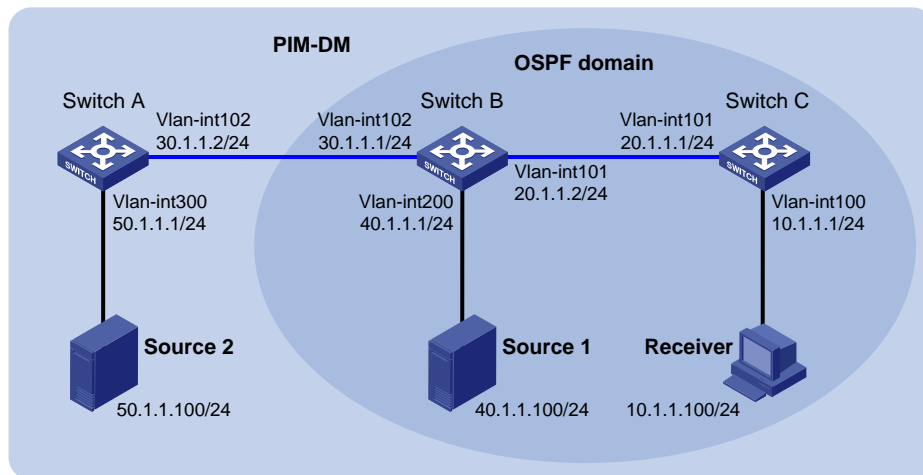 PIM-DM
OSPF domain
Switch A
Switch B
Switch C
Vlan-int102
30.1.1.2/24
Vlan-int102
30.1.1.1/24
Vlan-int101
20.1.1.1/24
SWITCH
SWITCH
SWITCH
Vlan-int101
20.1.1.2/24
Vlan-int300
50.1.1.1/24
Vlan-int200
40.1.1.1/24
Vlan-int100
10.1.1.1/24
Source 2
Source 1
Receiver
50.1.1.100/24
40.1.1.100/24
10.1.1.100/24